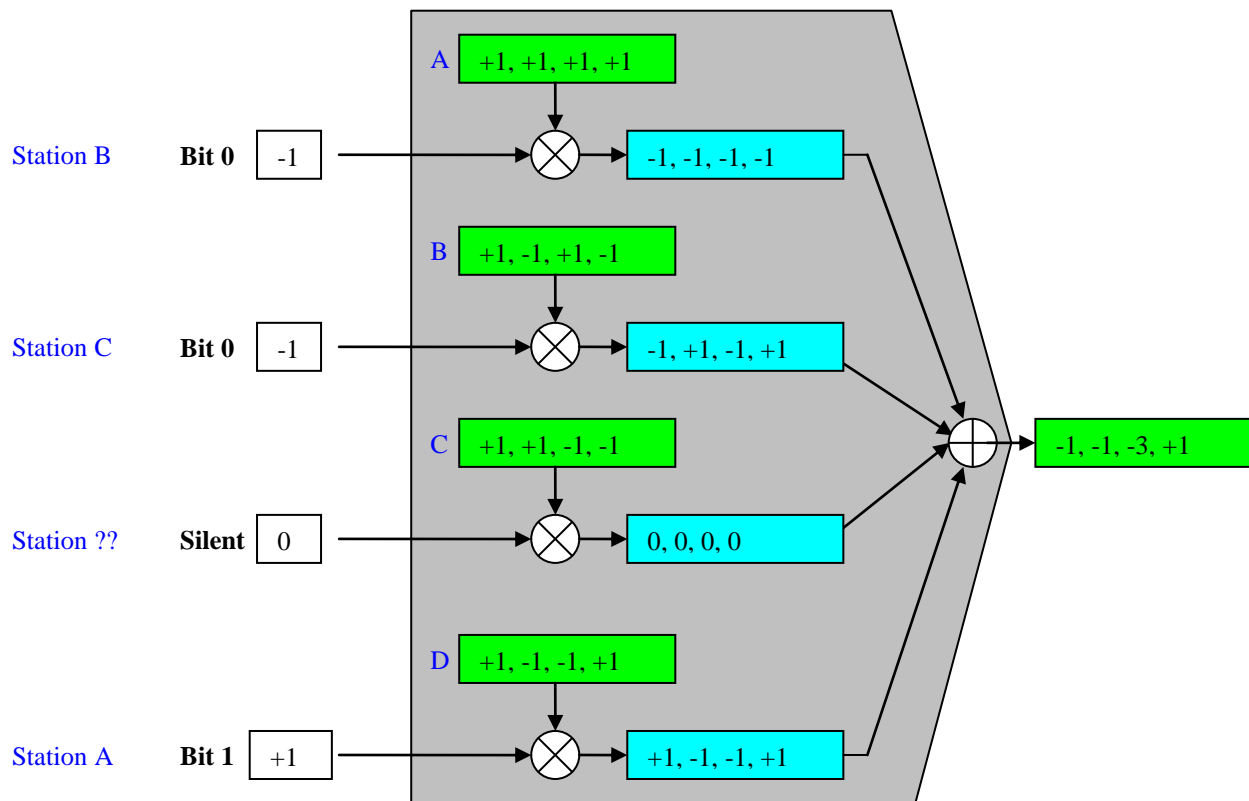 A +1, +1, +1, +1
Station B Bit 0 -1 -1, -1, -1, -1
B +1, -1, +1, -1
Station C Bit 0 -1 -1, +1, -1, +1
C +1, +1, -1, -1
-1, -1, -3, +1
Station ?? Silent 0 0, 0, 0, 0
D +1, -1, -1, +1
Station A Bit 1 +1 +1, -1, -1, +1